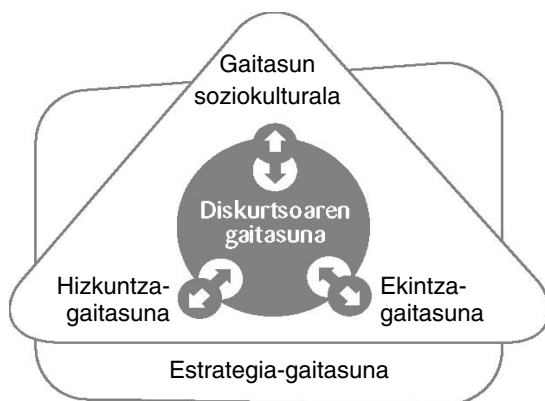 Gaitasun
soziokulturala
Diskurtsoaren
gaitasuna
Hizkuntza-
gaitasuna
Ekintza-
gaitasuna
Estrategia-gaitasuna